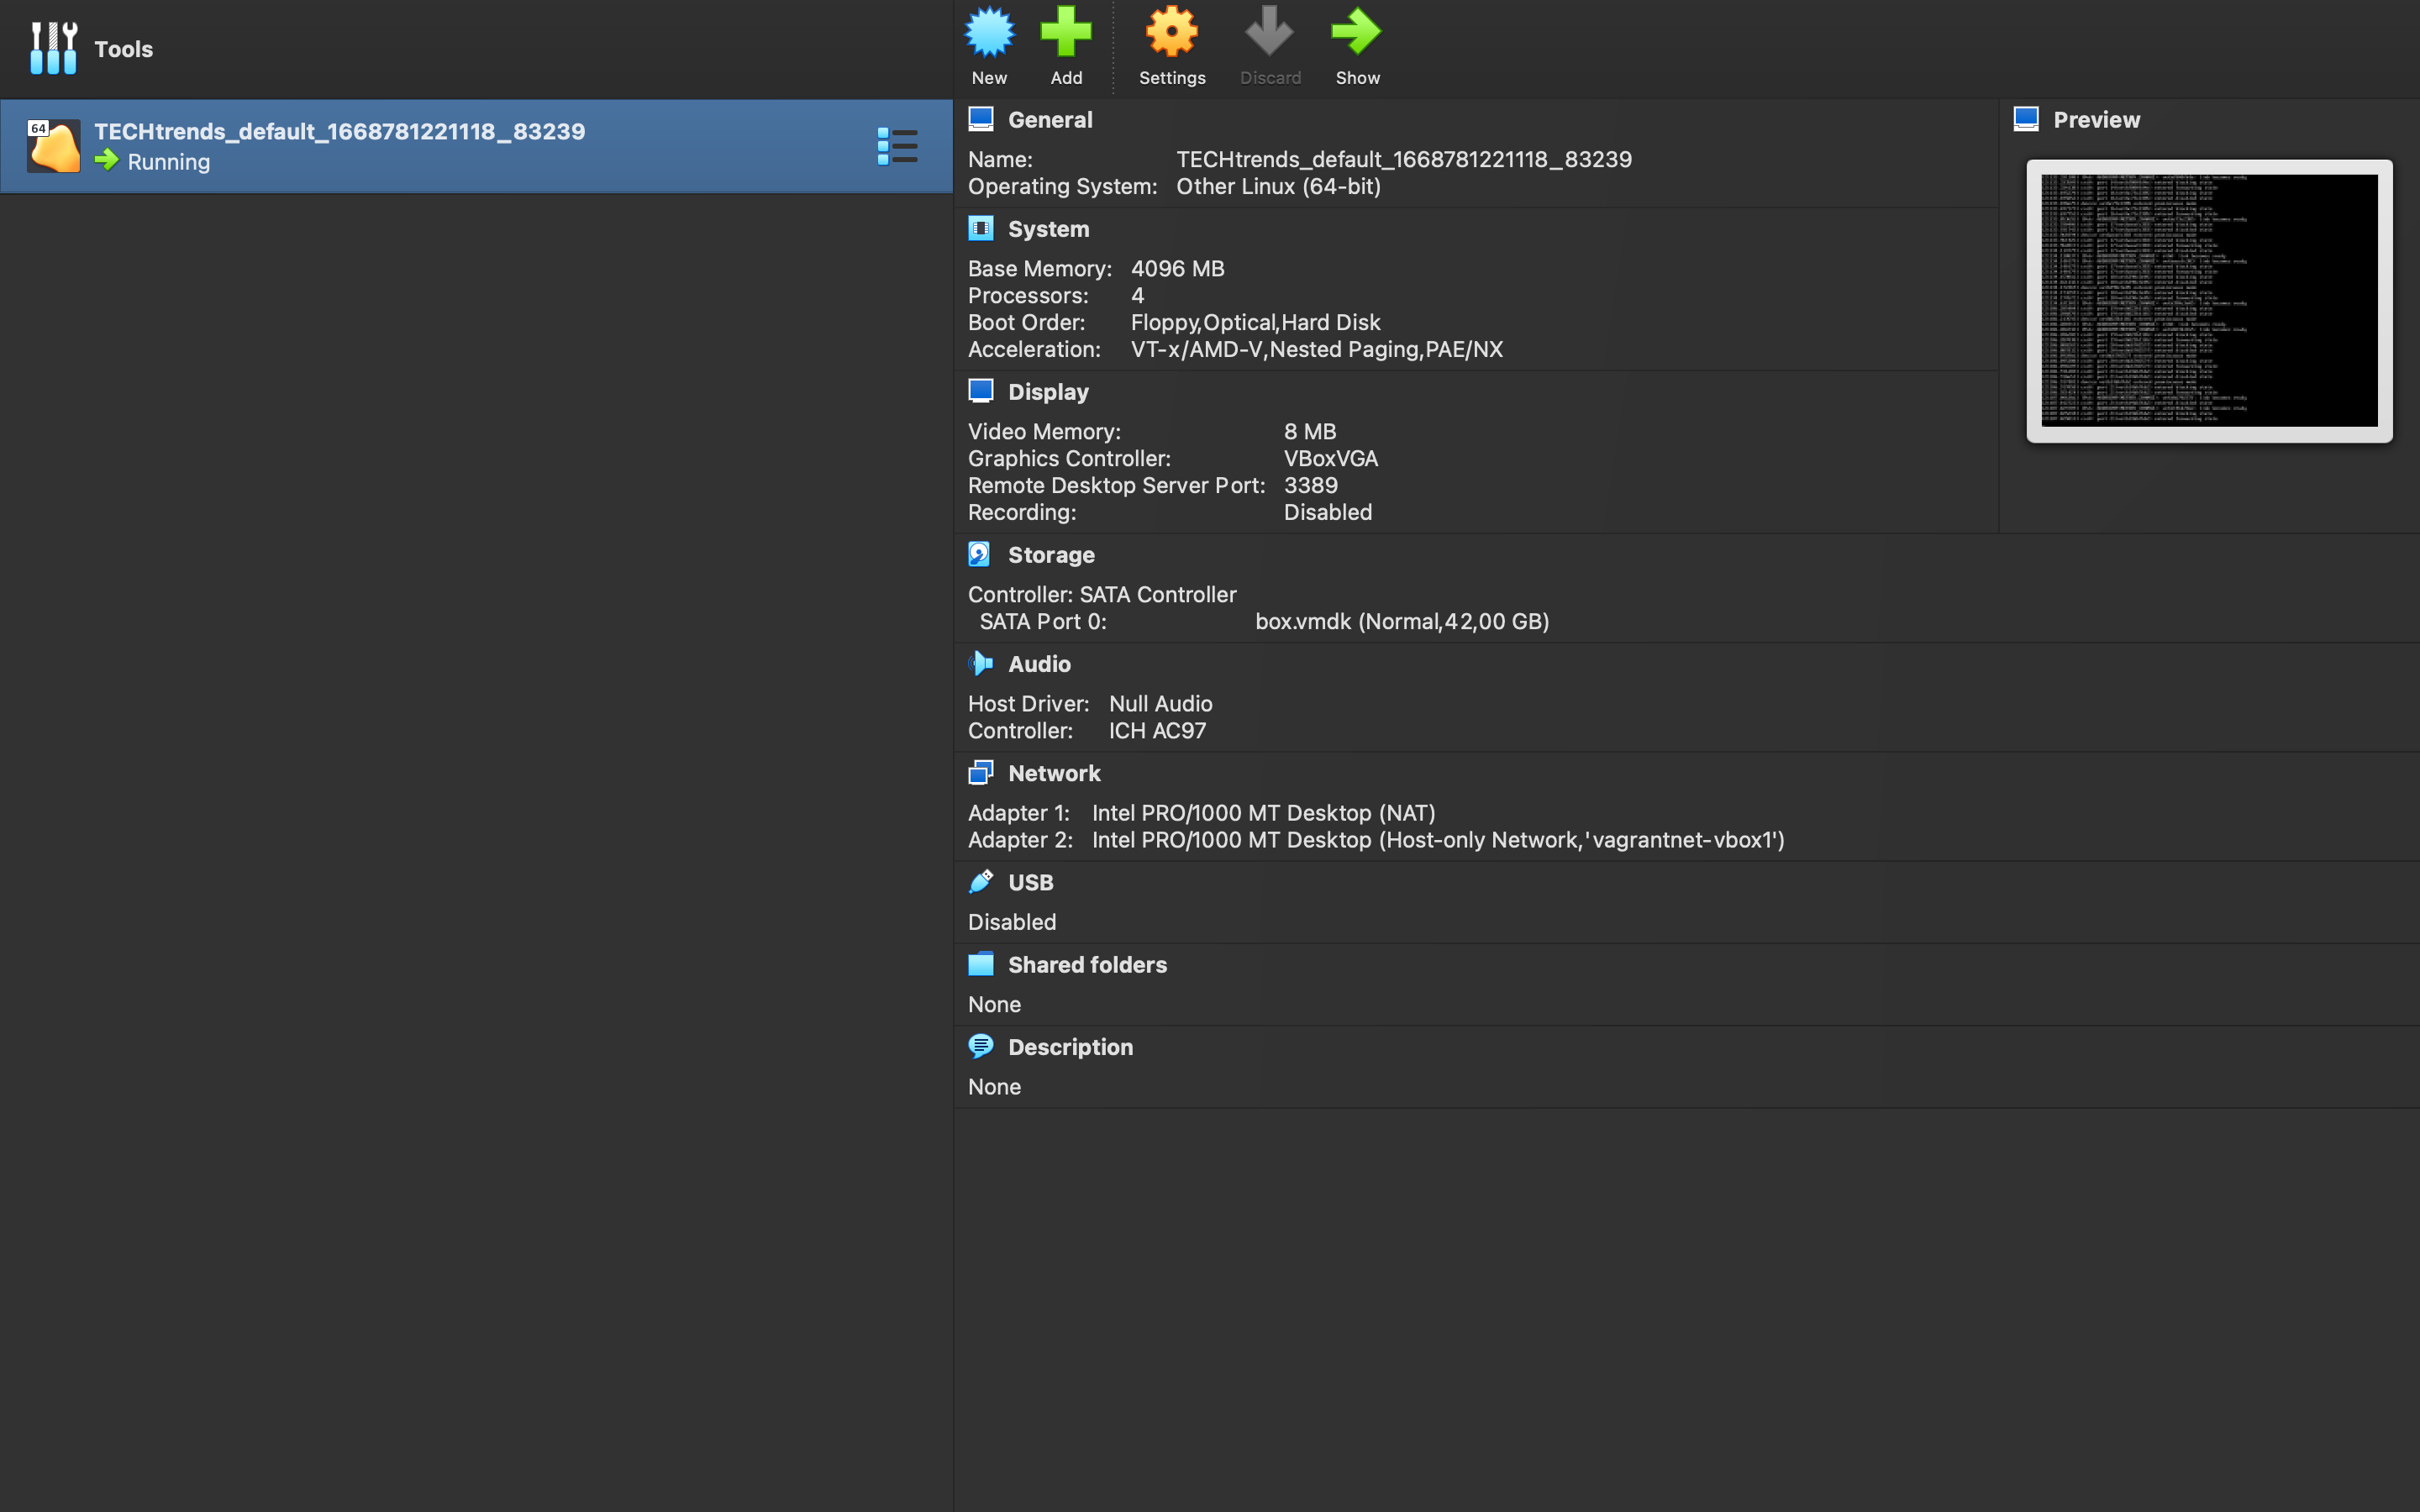 Tools
New
Add
Settings
Discard
Show
64
TECHtrends_default_1668781221118_83239
Running
General
Name: TECHtrends_default_1668781221118_83239
Operating System: Other Linux (64-bit)
Preview
System
Base Memory: 4096 MB
Processors: 4
Boot Order: Floppy,Optical,Hard Disk
Acceleration: VT-x/AMD-V,Nested Paging,PAE/NX
Display
Video Memory: 8 MB
Graphics Controller: VBoxVGA
Remote Desktop Server Port: 3389
Recording: Disabled
Storage
Controller: SATA Controller
SATA Port 0: box.vmdk (Normal,42,00 GB)
Audio
Host Driver: Null Audio
Controller: ICH AC97
Network
Adapter 1: Intel PRO/1000 MT Desktop (NAT)
Adapter 2: Intel PRO/1000 MT Desktop (Host-only Network,'vagrantnet-vbox1')
USB
Disabled
Shared folders
None
Description
None